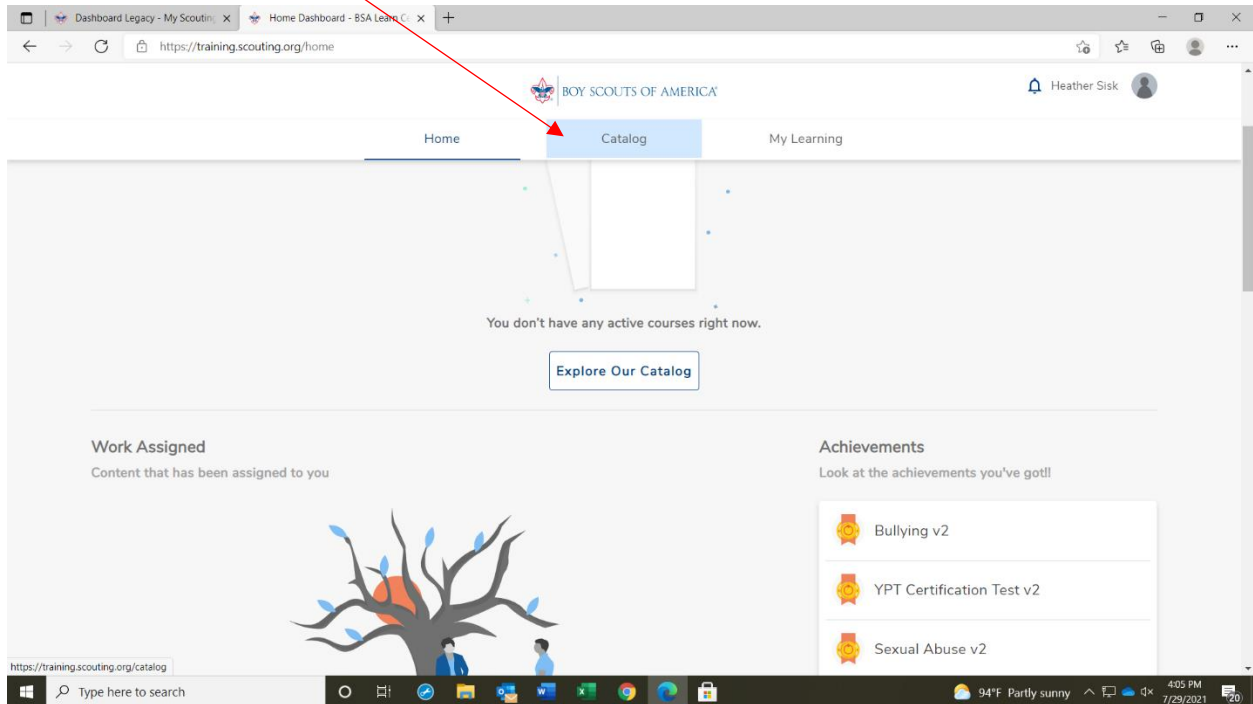 Dashboard Legacy - My Scouting
Home Dashboard - BSA Learn Ce
https://training.scouting.org/home
BOY SCOUTS OF AMERICA
Heather Sisk
Home Catalog My Learning
You don't have any active courses right now.
Explore Our Catalog
Work Assigned
Content that has been assigned to you
Achievements
Look at the achievements you've got!!
Bullying v2
YPT Certification Test v2
Sexual Abuse v2
https://training.scouting.org/catalog
Type here to search
94°F Partly sunny
4:05 PM
7/29/2021
20